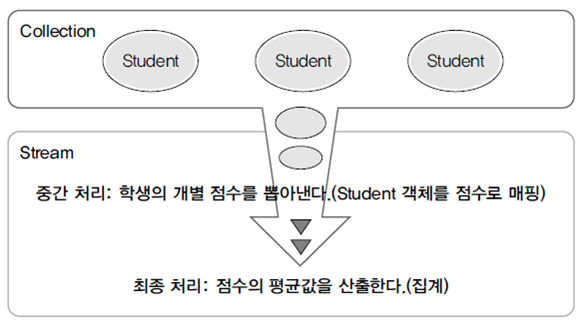 Collection
Student Student Student
Stream
중간 처리: 학생의 개별 점수를 뽑아낸다.(Student 객체를 점수로 매핑)
최종 처리: 점수의 평균값을 산출한다.(집계)